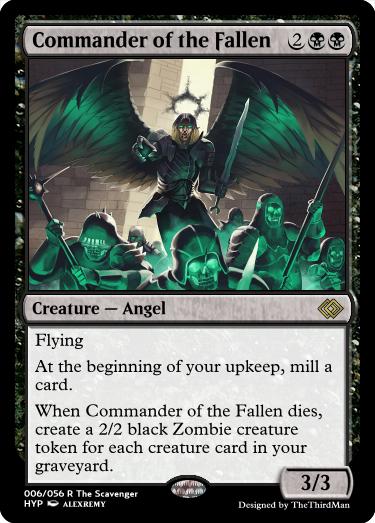 Commander of the Fallen 2
Creature — Angel
Flying
At the beginning of your upkeep, mill a
card.
When Commander of the Fallen dies,
create a 2/2 black Zombie creature
token for each creature card in your
graveyard.
3/3
006/056 R The Scavenger
HYP ALEXREMY
Designed by TheThirdMan